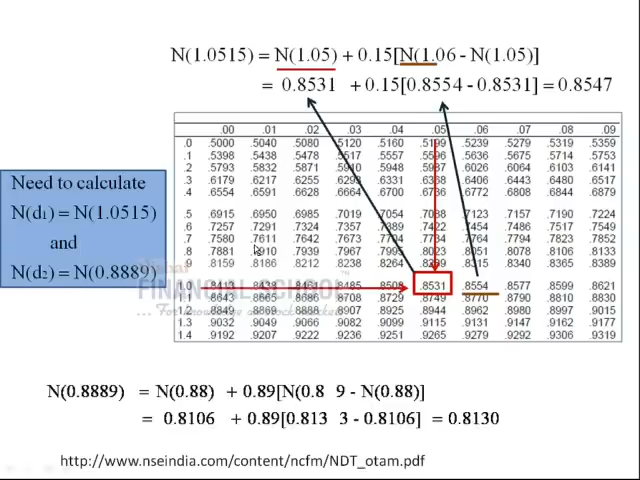 N(1.0515) = N(1.05) + 0.15[N(1.06 - N(1.05)]
= 0.8531 + 0.15[0.8554 - 0.8531] = 0.8547
.00 .01 .02 .03 .04 .05 .06 .07 .08 .09
.0 .5000 .5040 .5080 .5120 .5160 .5199 .5239 .5279 .5319 .5359
.1 .5398 .5438 .5478 .5517 .5557 .5596 .5636 .5675 .5714 .5753
.2 .5793 .5832 .5871 .5910 .5948 .5987 .6026 .6064 .6103 .6141
.3 .6179 .6217 .6255 .6293 .6331 .6368 .6406 .6443 .6480 .6517
.4 .6554 .6591 .6628 .6664 .6700 .6736 .6772 .6808 .6844 .6879
.5 .6915 .6950 .6985 .7019 .7054 .7088 .7123 .7157 .7190 .7224
.6 .7257 .7291 .7324 .7357 .7389 .7422 .7454 .7486 .7517 .7549
.7 .7580 .7611 .7642 .7673 .7704 .7734 .7764 .7794 .7823 .7852
.8 .7881 .7910 .7939 .7967 .7995 .8023 .8051 .8078 .8106 .8133
.9 .8159 .8186 .8212 .8238 .8264 .8289 .8315 .8340 .8365 .8389
1.0 .8413 .8438 .8461 .8485 .8508 .8531 .8554 .8577 .8599 .8621
1.1 .8643 .8665 .8686 .8708 .8729 .8749 .8770 .8790 .8810 .8830
1.2 .8849 .8869 .8888 .8907 .8925 .8944 .8962 .8980 .8997 .9015
1.3 .9032 .9049 .9066 .9082 .9099 .9115 .9131 .9147 .9162 .9177
1.4 .9192 .9207 .9222 .9236 .9251 .9265 .9279 .9292 .9306 .9319
Need to calculate
N(d1) = N(1.0515)
and
N(d2) = N(0.8889)
FINANCIAL SCHOOL
N(0.8889) = N(0.88) + 0.89[N(0.8 9 - N(0.88)]
= 0.8106 + 0.89[0.813 3 - 0.8106] = 0.8130
http://www.nseindia.com/content/ncfm/NDT_otam.pdf